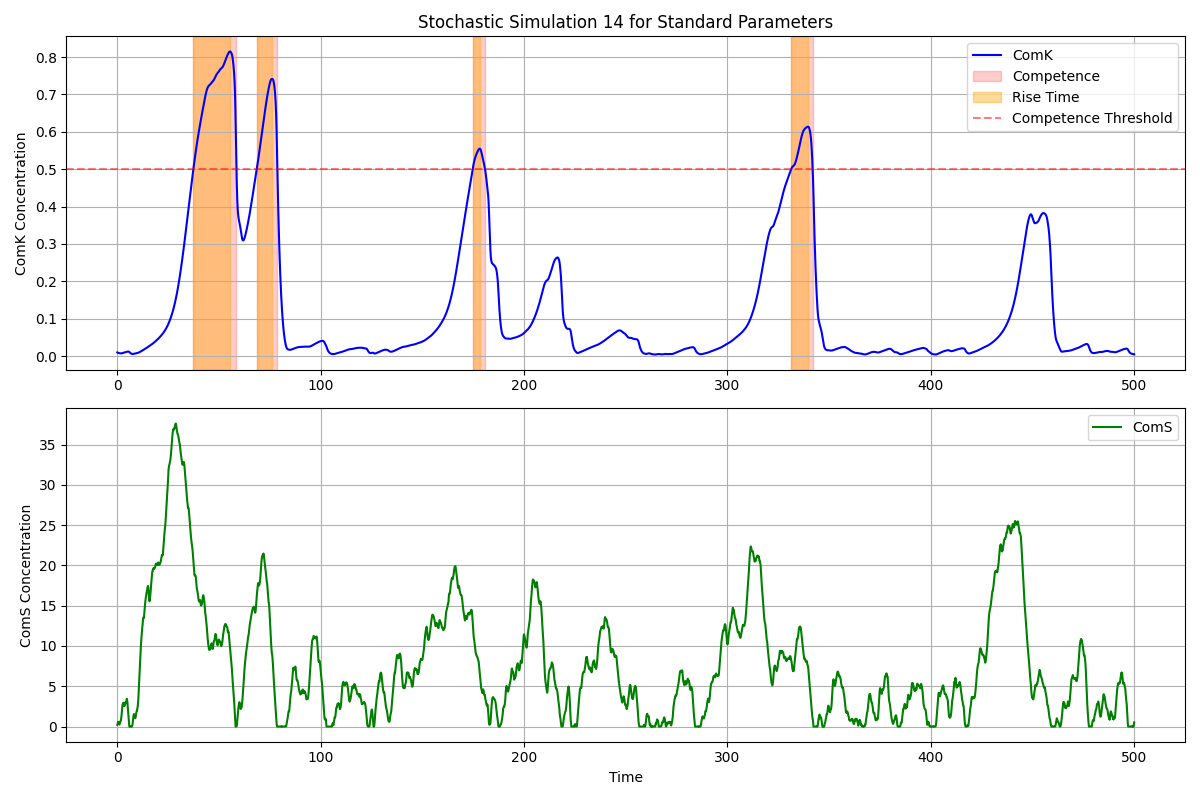 Stochastic Simulation 14 for Standard Parameters
ComK Concentration
0.8
0.7
0.6
0.5
0.4
0.3
0.2
0.1
0.0
ComK
Competence
Rise Time
Competence Threshold
0 100 200 300 400 500
ComS Concentration
35
30
25
20
15
10
5
0
ComS
0 100 200 300 400 500
Time